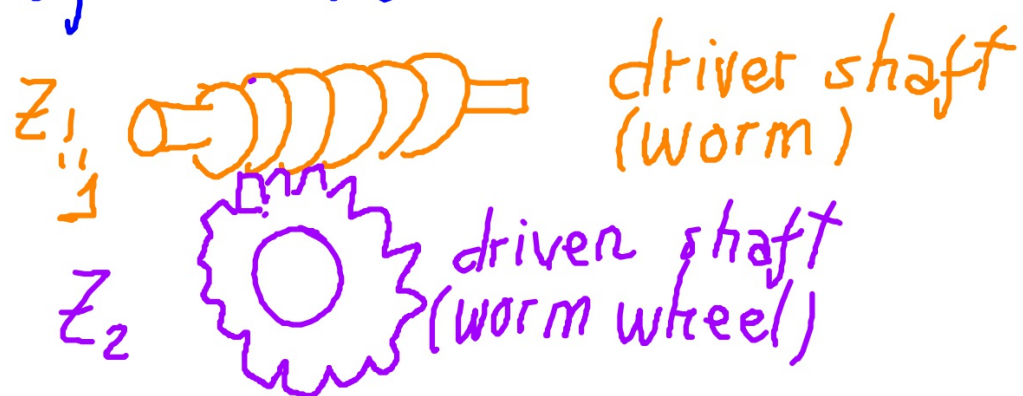 Z1
"
1
driver shaft
(worm)
Z2
driven shaft
(worm wheel)